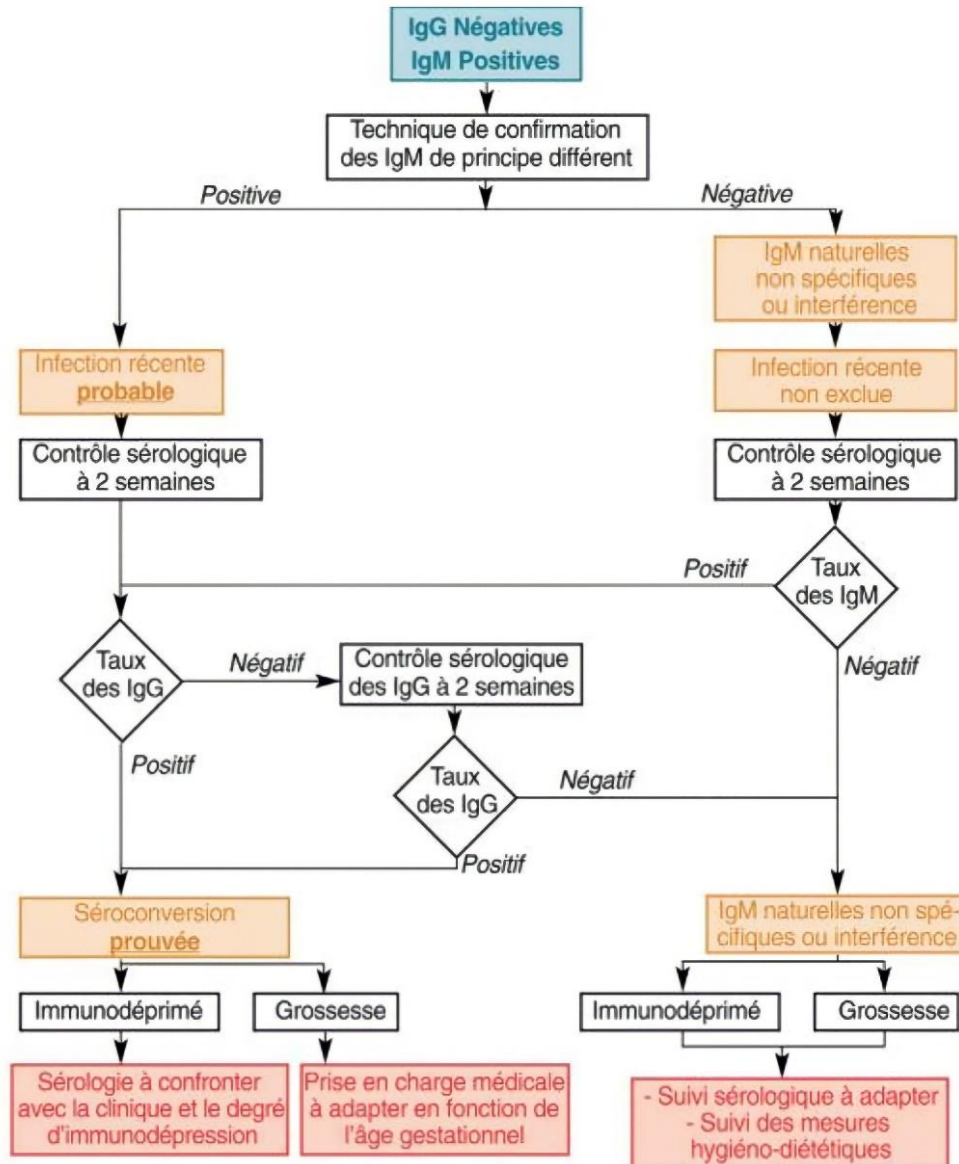 IgG Négatives
IgM Positives
Technique de confirmation
des IgM de principe différent
Positive
Négative
IgM naturelles
non spécifiques
ou interférence
Infection récente
probable
Infection récente
non exclue
Contrôle sérologique
à 2 semaines
Contrôle sérologique
à 2 semaines
Positif
Taux
des IgM
Négatif
Taux
des IgG
Négatif
Contrôle sérologique
des IgG à 2 semaines
Positif
Taux
des IgG
Négatif
Positif
Séroconversion
prouvée
IgM naturelles non spé-
cifiques ou interférence
Immunodéprimé
Grossesse
Immunodéprimé
Grossesse
Sérologie à confronter
avec la clinique et le degré
d'immunodépression
Prise en charge médicale
à adapter en fonction de
l'âge gestationnel
- Suivi sérologique à adapter
- Suivi des mesures
hygiéno-diététiques